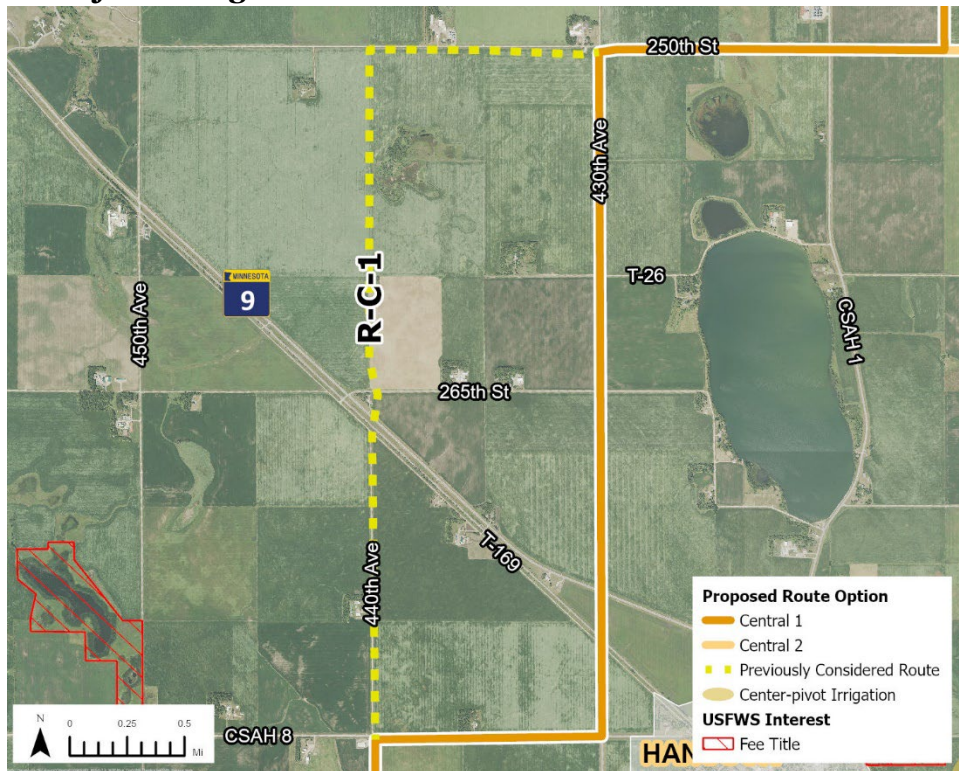 250th St
430th Ave
R-C-1
T-26
MINNESOTA
9
450th Ave
CSAH 1
265th St
T-169
440th Ave
Proposed Route Option
Central 1
Central 2
Previously Considered Route
Center-pivot Irrigation
USFWS Interest
Fee Title
N
0 0.25 0.5
Mi
CSAH 8